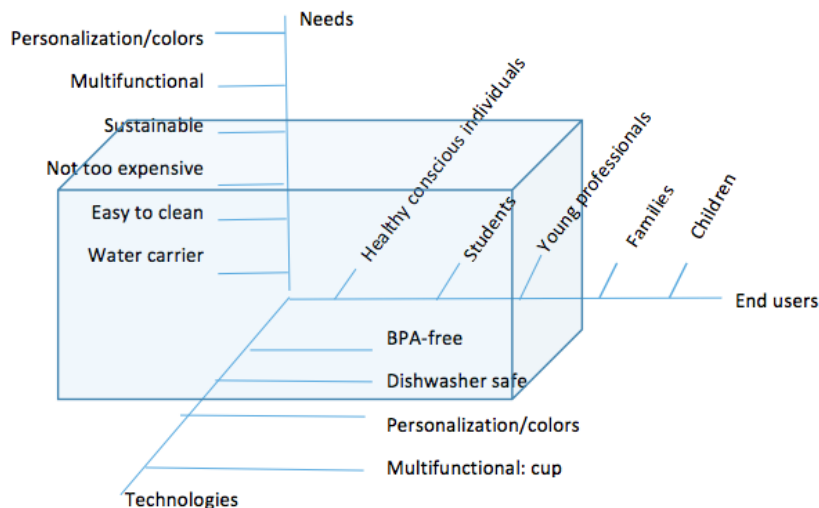 Needs
Personalization/colors
Multifunctional
Sustainable
Not too expensive
Easy to clean
Water carrier
Healthy conscious individuals
Students
Young professionals
Families
Children
End users
BPA-free
Dishwasher safe
Personalization/colors
Multifunctional: cup
Technologies